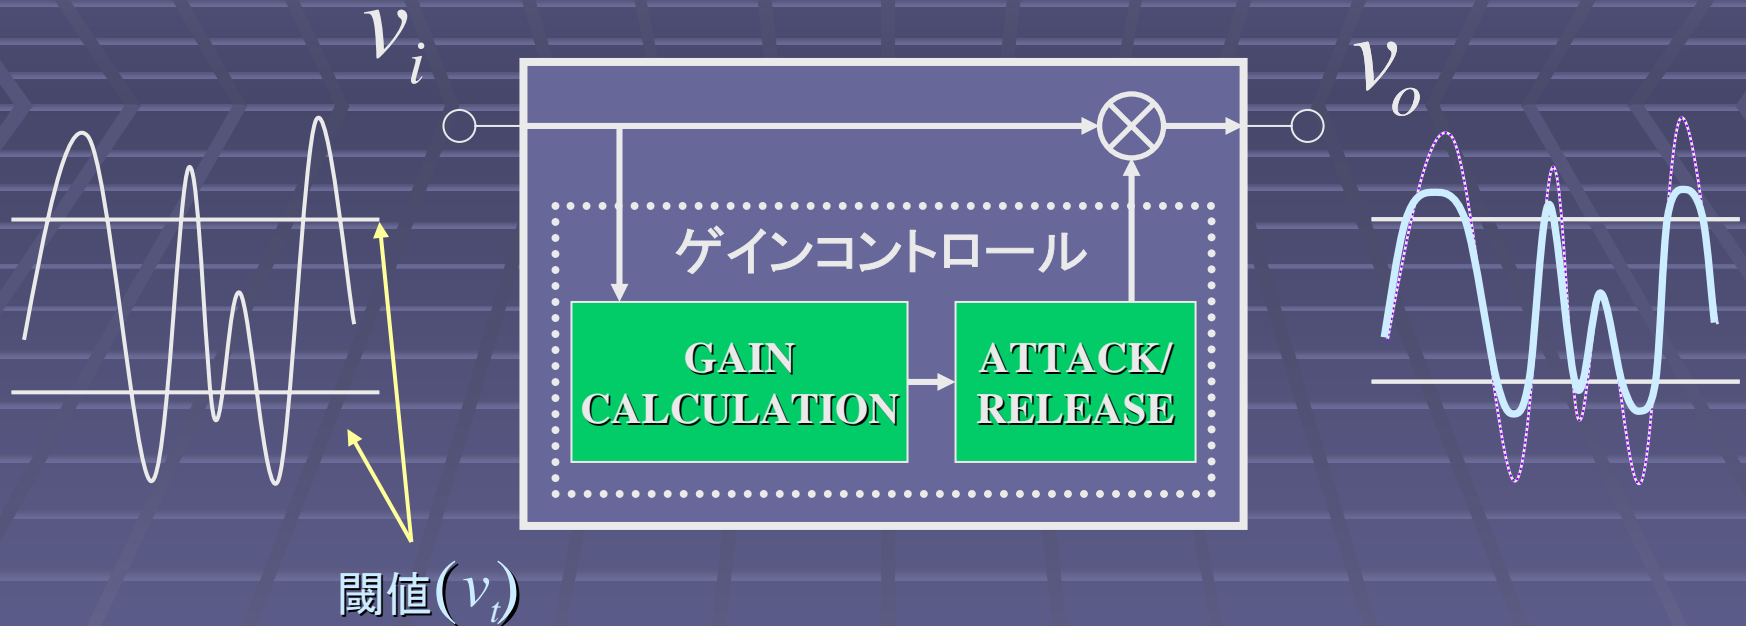 v_i
v_o
ゲインコントロール
GAIN
CALCULATION
ATTACK/
RELEASE
閾値(v_t)